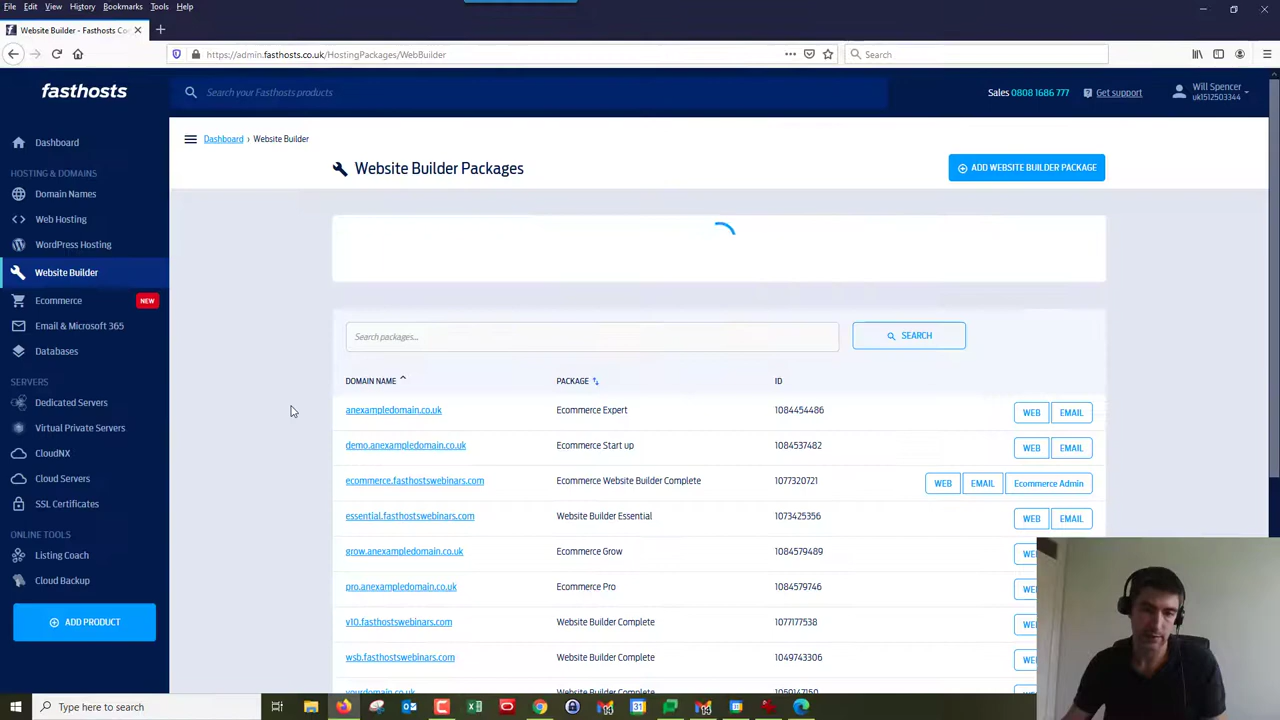 File Edit View History Bookmarks Tools Help
Website Builder - Fasthosts Co
https://admin.fasthosts.co.uk/HostingPackages/WebBuilder
Search
fasthosts
Search your Fasthosts products
Sales 0808 1686 777
Get support
Will Spencer
uk1512503344
Dashboard
HOSTING & DOMAINS
Domain Names
Web Hosting
WordPress Hosting
Website Builder
Ecommerce NEW
Email & Microsoft 365
Databases
SERVERS
Dedicated Servers
Virtual Private Servers
CloudNX
Cloud Servers
SSL Certificates
ONLINE TOOLS
Listing Coach
Cloud Backup
ADD PRODUCT
Dashboard › Website Builder
Website Builder Packages
ADD WEBSITE BUILDER PACKAGE
Search packages...
SEARCH
DOMAIN NAME PACKAGE ID
anexampledomain.co.uk Ecommerce Expert 1084454486 WEB EMAIL
demo.anexampledomain.co.uk Ecommerce Start up 1084537482 WEB EMAIL
ecommerce.fasthostswebinars.com Ecommerce Website Builder Complete 1077320721 WEB EMAIL Ecommerce Admin
essential.fasthostswebinars.com Website Builder Essential 1073425356 WEB EMAIL
grow.anexampledomain.co.uk Ecommerce Grow 1084579489
pro.anexampledomain.co.uk Ecommerce Pro 1084579746
v10.fasthostswebinars.com Website Builder Complete 1077177538
wsb.fasthostswebinars.com Website Builder Complete 1049743306
yourdomain.co.uk Website Builder Complete 1059147150
Type here to search